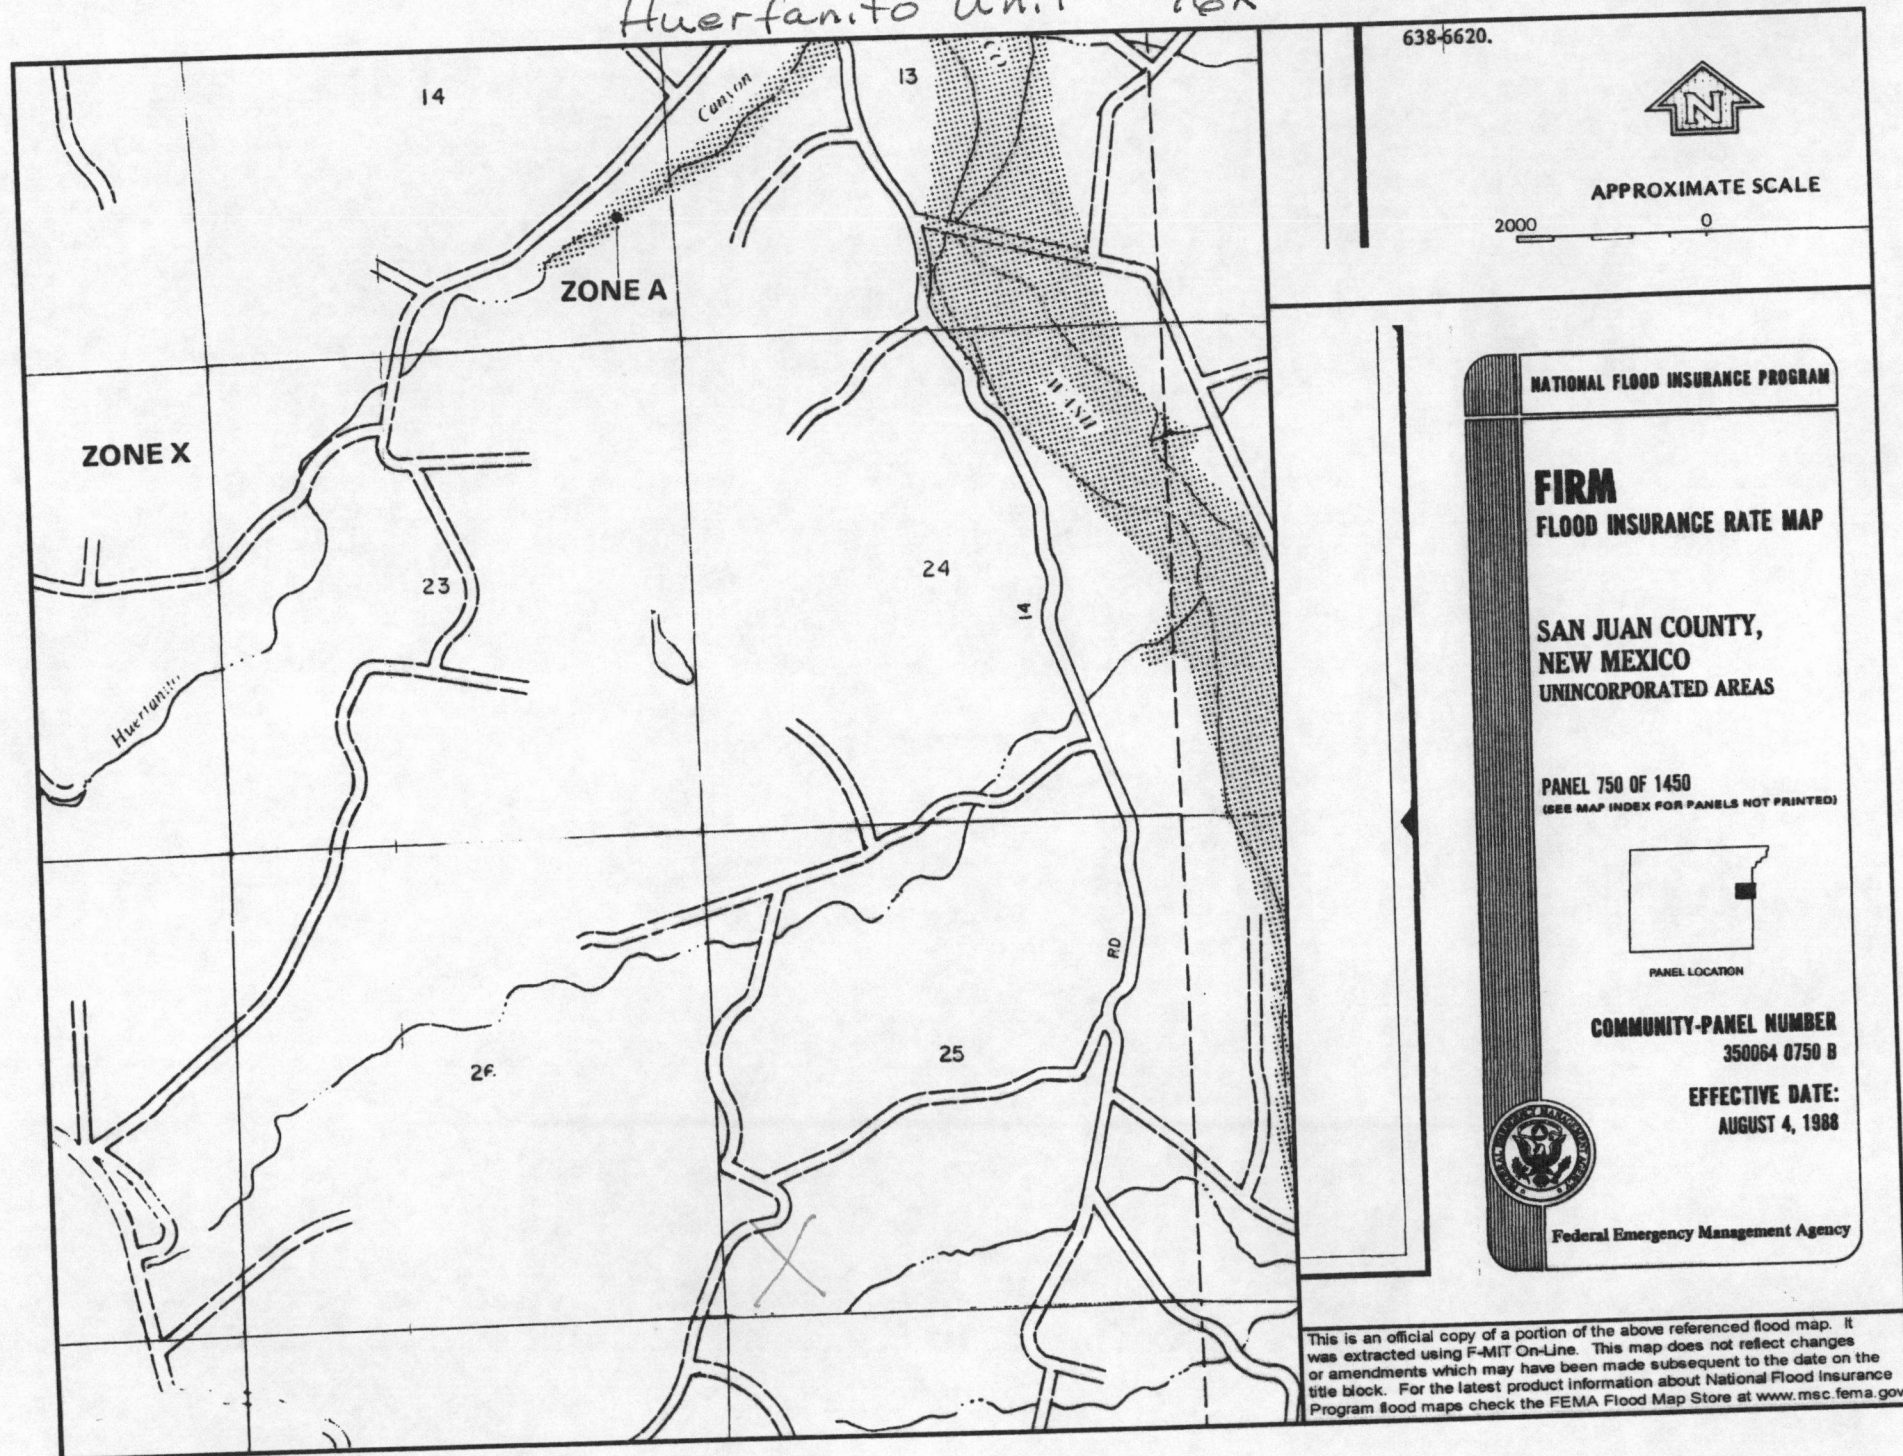 Huerfanito Unit 76R
638-6620.
14
Canyon
13
N
APPROXIMATE SCALE
2000 0
ZONE A
WASH
NATIONAL FLOOD INSURANCE PROGRAM
ZONE X
FIRM
FLOOD INSURANCE RATE MAP
23
24
14
SAN JUAN COUNTY,
NEW MEXICO
UNINCORPORATED AREAS
Huerfanito
PANEL 750 OF 1450
(SEE MAP INDEX FOR PANELS NOT PRINTED)
RD
PANEL LOCATION
COMMUNITY-PANEL NUMBER
350064 0750 B
26
25
EFFECTIVE DATE:
AUGUST 4, 1988
FEDERAL EMERGENCY MANAGEMENT AGENCY
Federal Emergency Management Agency
X
This is an official copy of a portion of the above referenced flood map. It
was extracted using F-MIT On-Line. This map does not reflect changes
or amendments which may have been made subsequent to the date on the
title block. For the latest product information about National Flood Insurance
Program flood maps check the FEMA Flood Map Store at www.msc.fema.gov